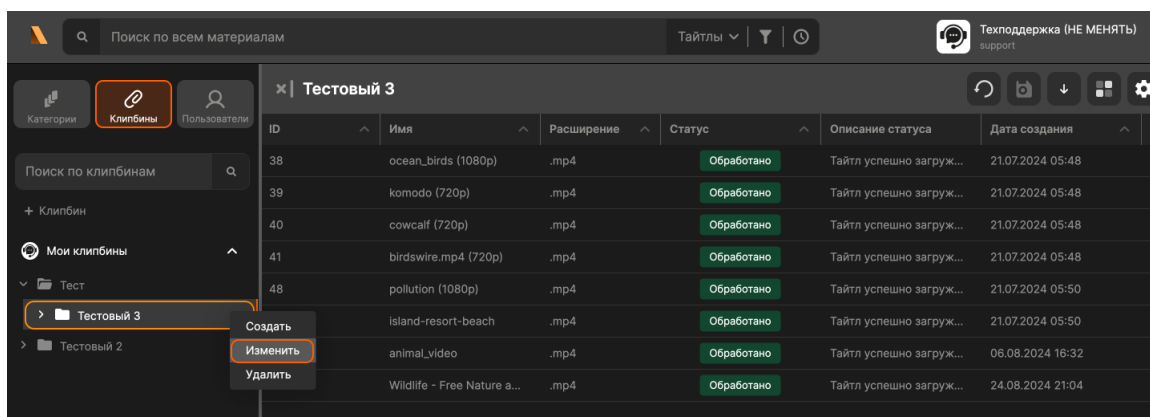 Поиск по всем материалам
Тайтлы
Техподдержка (НЕ МЕНЯТЬ)
support
Категории
Клипбины
Пользователи
Тестовый 3
ID Имя Расширение Статус Описание статуса Дата создания
Поиск по клипбинам
+ Клипбин
Мои клипбины
Тест
Тестовый 3
Тестовый 2
Создать
Изменить
Удалить
38 ocean_birds (1080p) .mp4 Обработано Тайтл успешно загруж... 21.07.2024 05:48
39 komodo (720p) .mp4 Обработано Тайтл успешно загруж... 21.07.2024 05:48
40 cowcalf (720p) .mp4 Обработано Тайтл успешно загруж... 21.07.2024 05:48
41 birdswire.mp4 (720p) .mp4 Обработано Тайтл успешно загруж... 21.07.2024 05:48
48 pollution (1080p) .mp4 Обработано Тайтл успешно загруж... 21.07.2024 05:50
island-resort-beach .mp4 Обработано Тайтл успешно загруж... 21.07.2024 05:50
animal_video .mp4 Обработано Тайтл успешно загруж... 06.08.2024 16:32
Wildlife - Free Nature a... .mp4 Обработано Тайтл успешно загруж... 24.08.2024 21:04